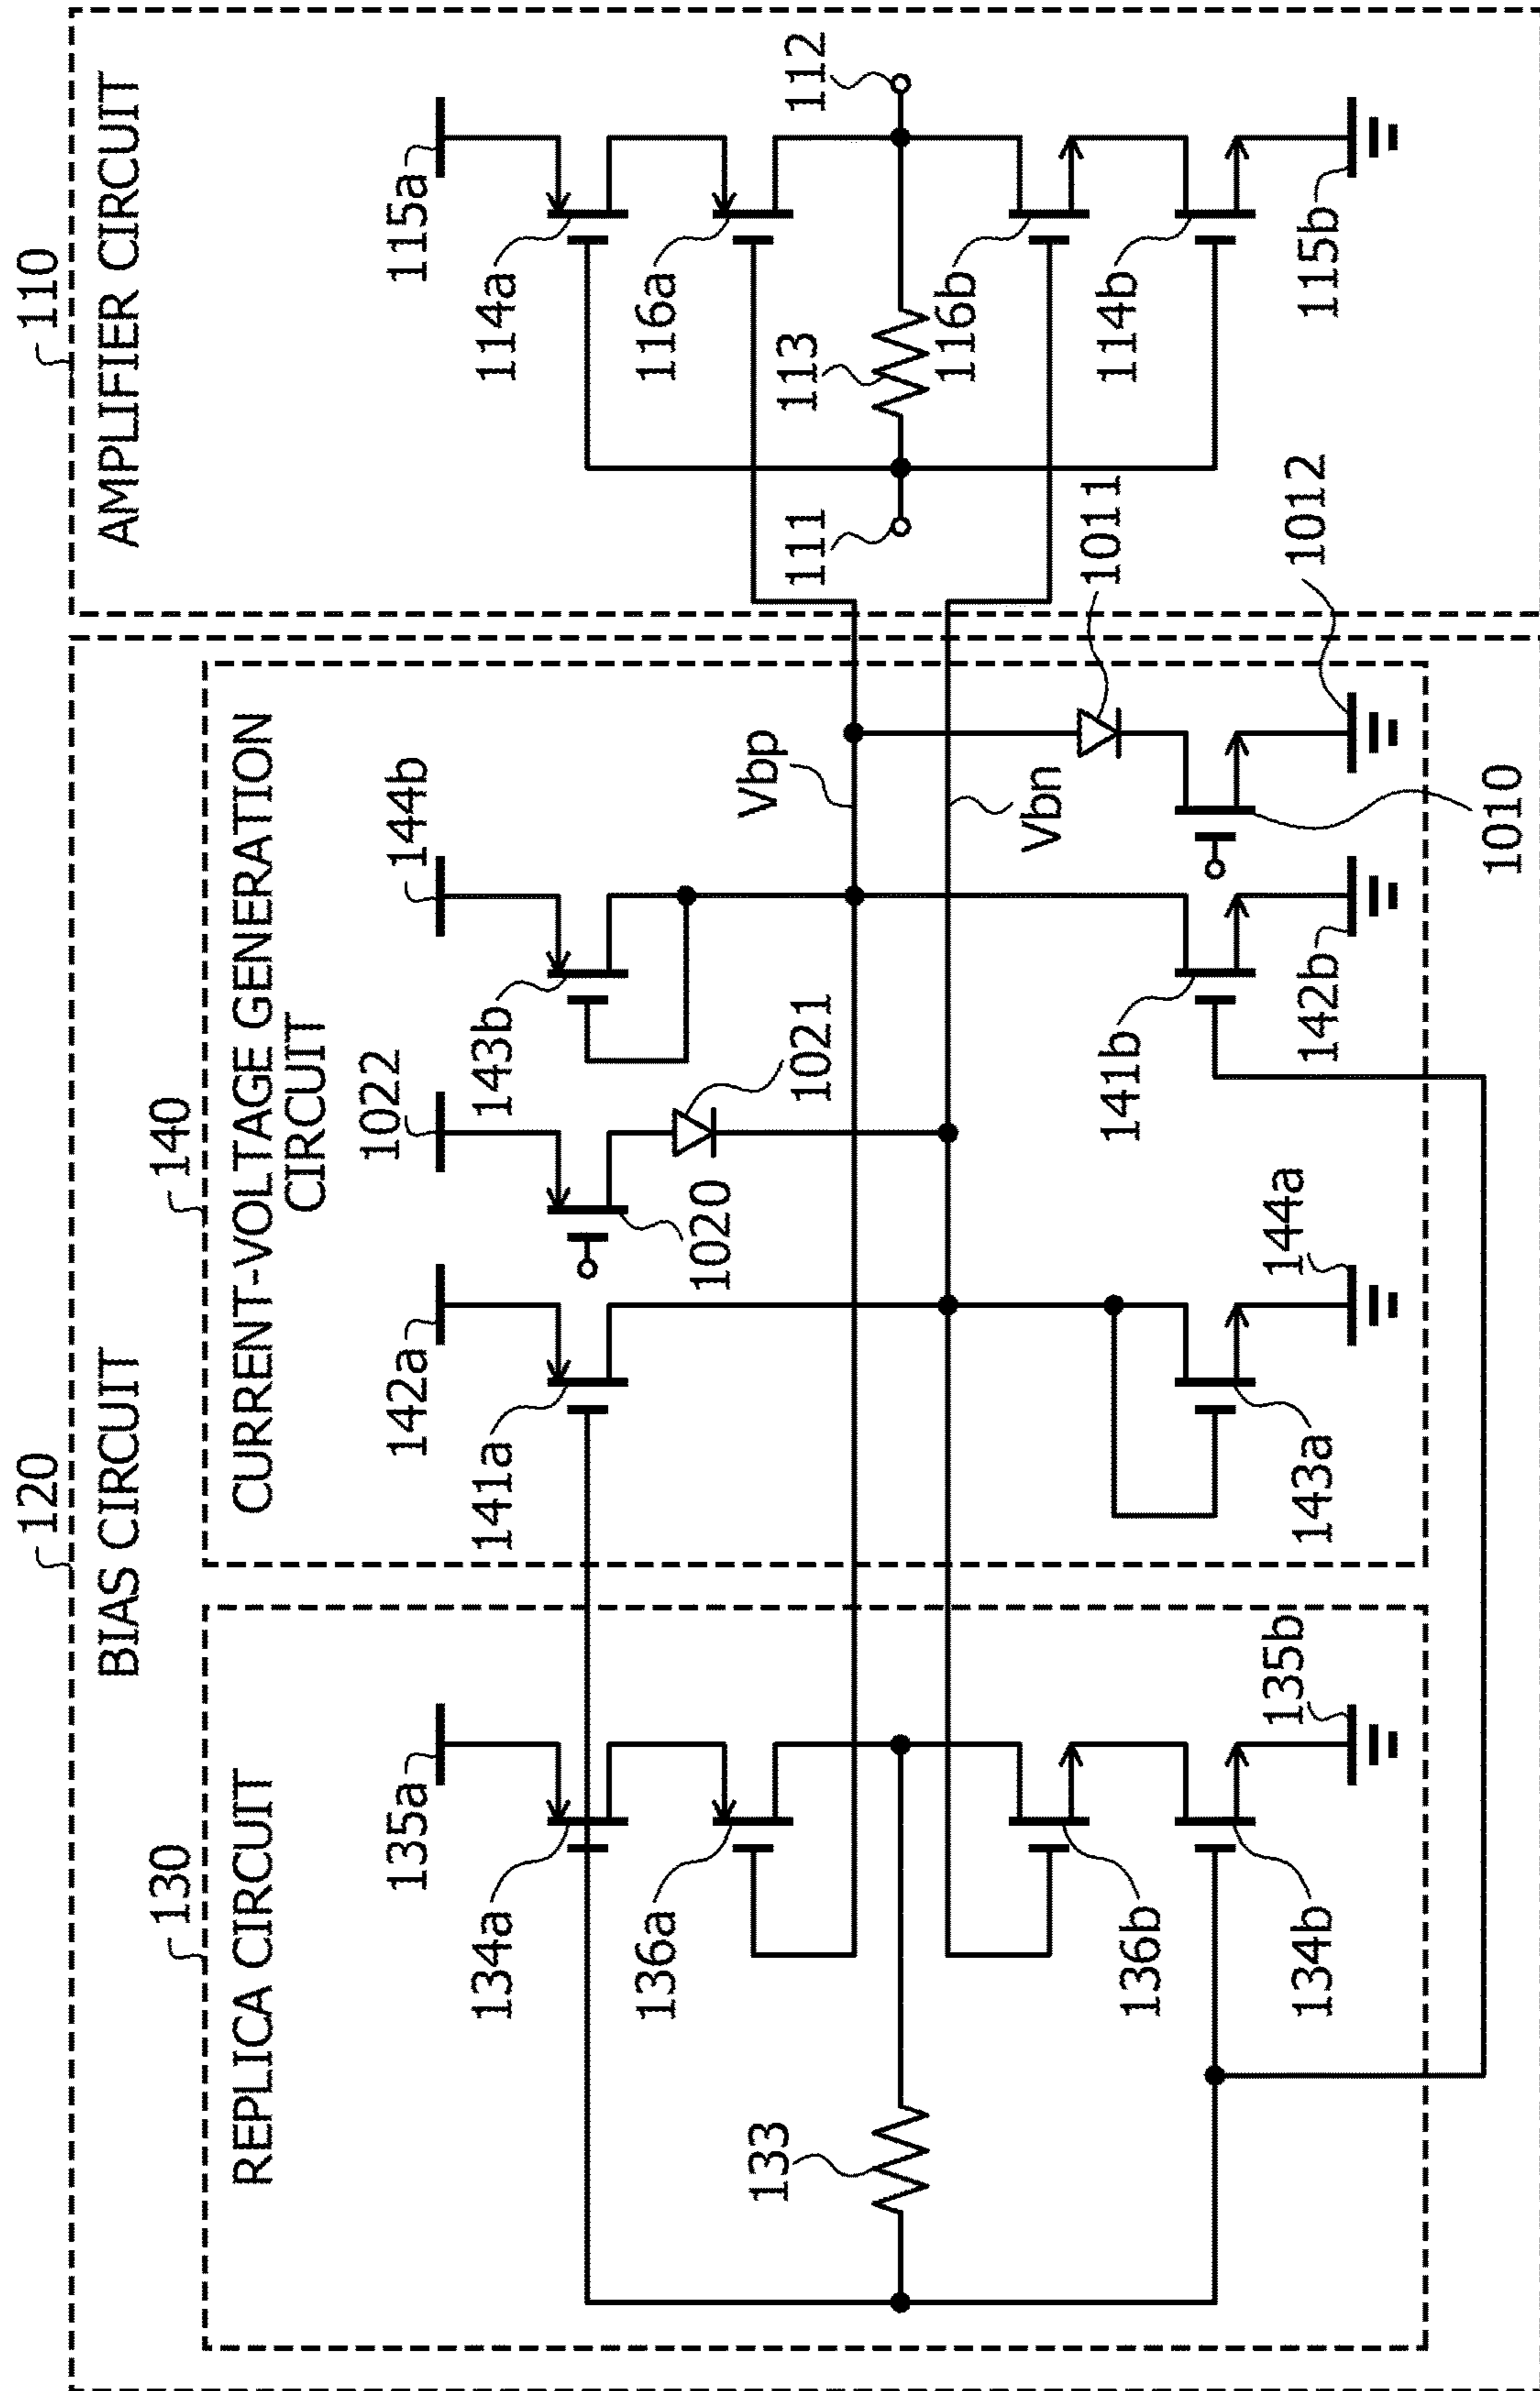 110
AMPLIFIER CIRCUIT
115a
114a
116a
112
113
111
116b
114b
115b
120
BIAS CIRCUIT
140
CURRENT-VOLTAGE GENERATION
CIRCUIT
144b
143b
1022
1021
1020
142a
141a
Vbp
Vbn
1011
1012
1010
142b
141b
144a
143a
130
REPLICA CIRCUIT
135a
134a
136a
133
136b
134b
135b